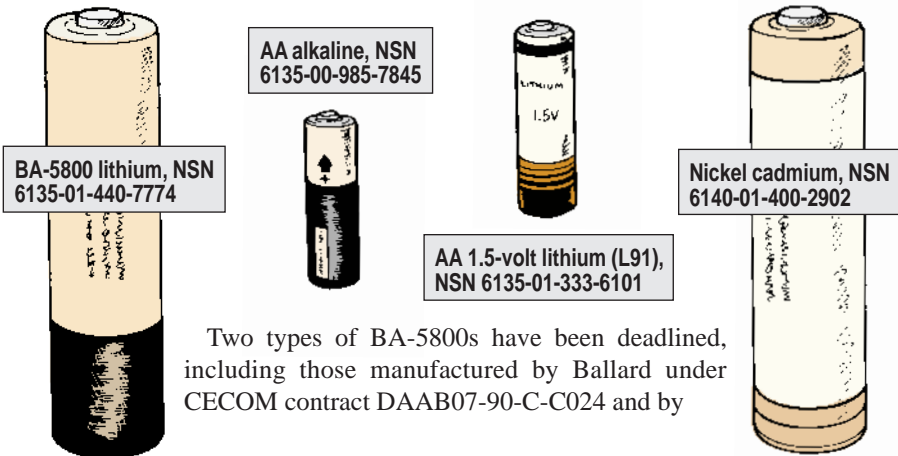 AA alkaline, NSN
6135-00-985-7845
LITHIUM
1.5V
BA-5800 lithium, NSN
6135-01-440-7774
Nickel cadmium, NSN
6140-01-400-2902
+
AA 1.5-volt lithium (L91),
NSN 6135-01-333-6101
Two types of BA-5800s have been deadlined,
including those manufactured by Ballard under
CECOM contract DAAB07-90-C-C024 and by